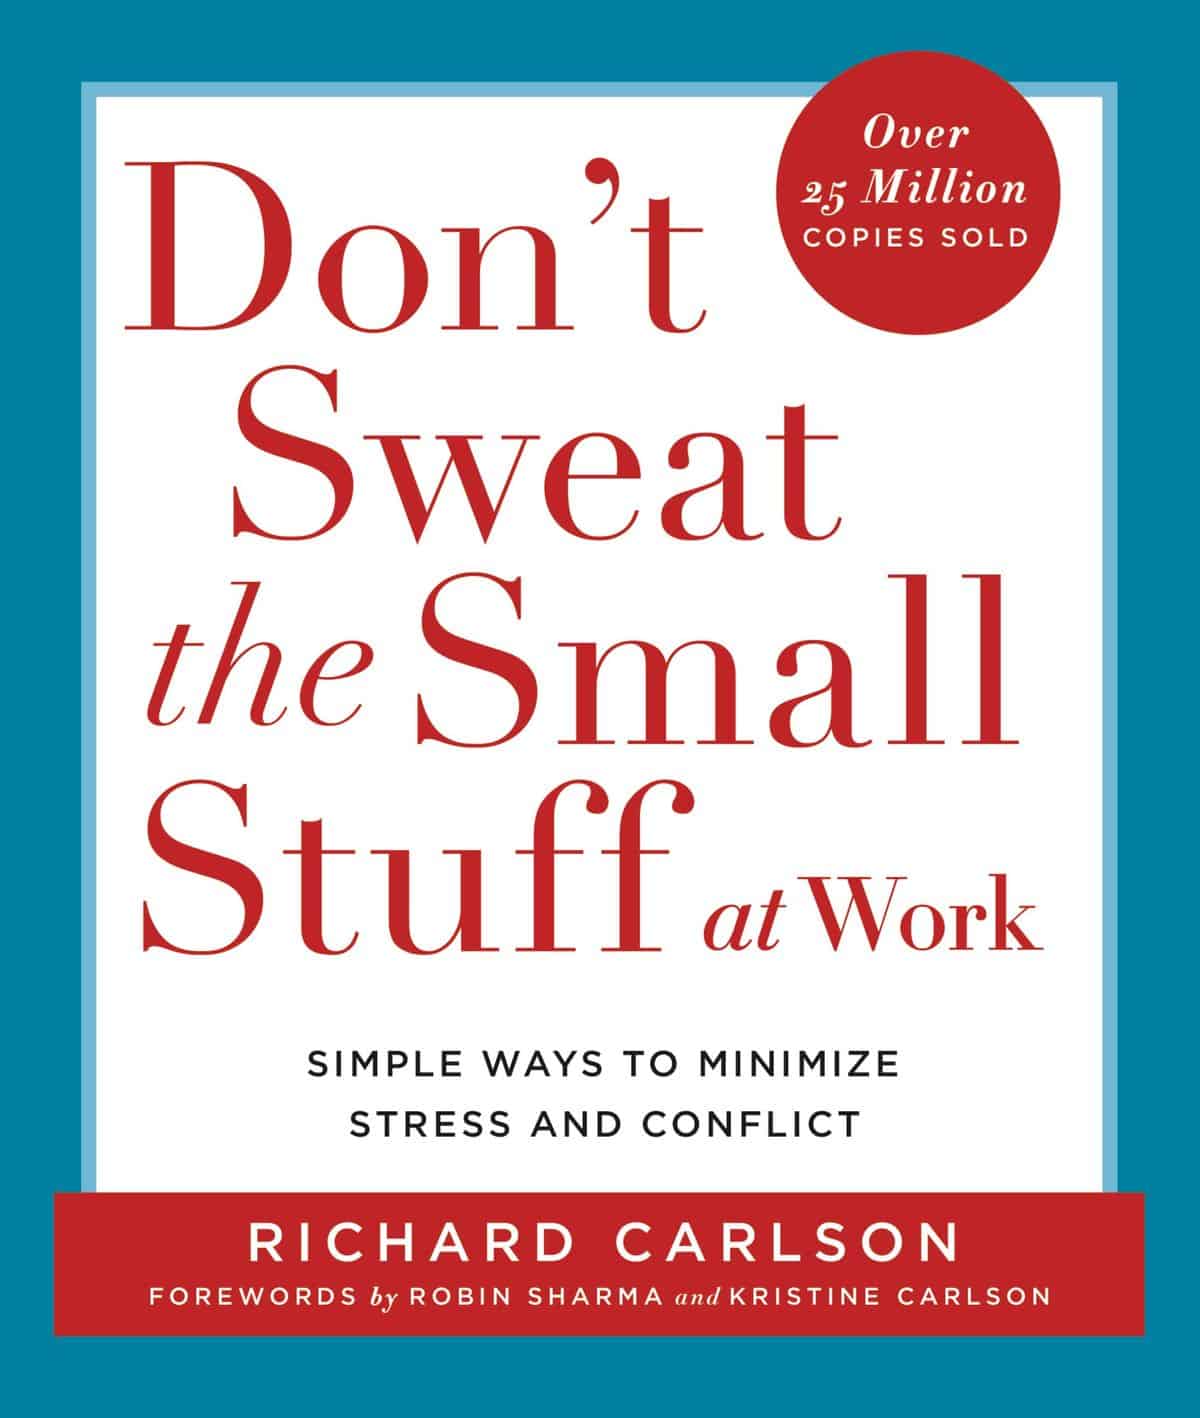 Over
25 Million
COPIES SOLD
Don't
Sweat
the Small
Stuff at Work
SIMPLE WAYS TO MINIMIZE
STRESS AND CONFLICT
RICHARD CARLSON
FOREWORDS by ROBIN SHARMA and KRISTINE CARLSON